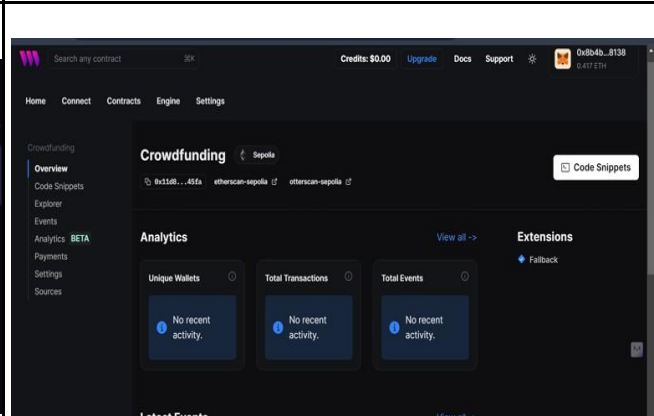 Search any contract ⌘K Credits: $0.00 Upgrade Docs Support 0x8b4b...8138
0.417 ETH
Home Connect Contracts Engine Settings
Crowdfunding
Overview
Code Snippets
Explorer
Events
Analytics BETA
Payments
Settings
Sources
Crowdfunding Sepolia
0x11d8...45fa etherscan-sepolia otterscan-sepolia
Code Snippets
Analytics View all ->
Unique Wallets Total Transactions Total Events
No recent activity.
No recent activity.
No recent activity.
Extensions
Fallback
Latest Events View all ->